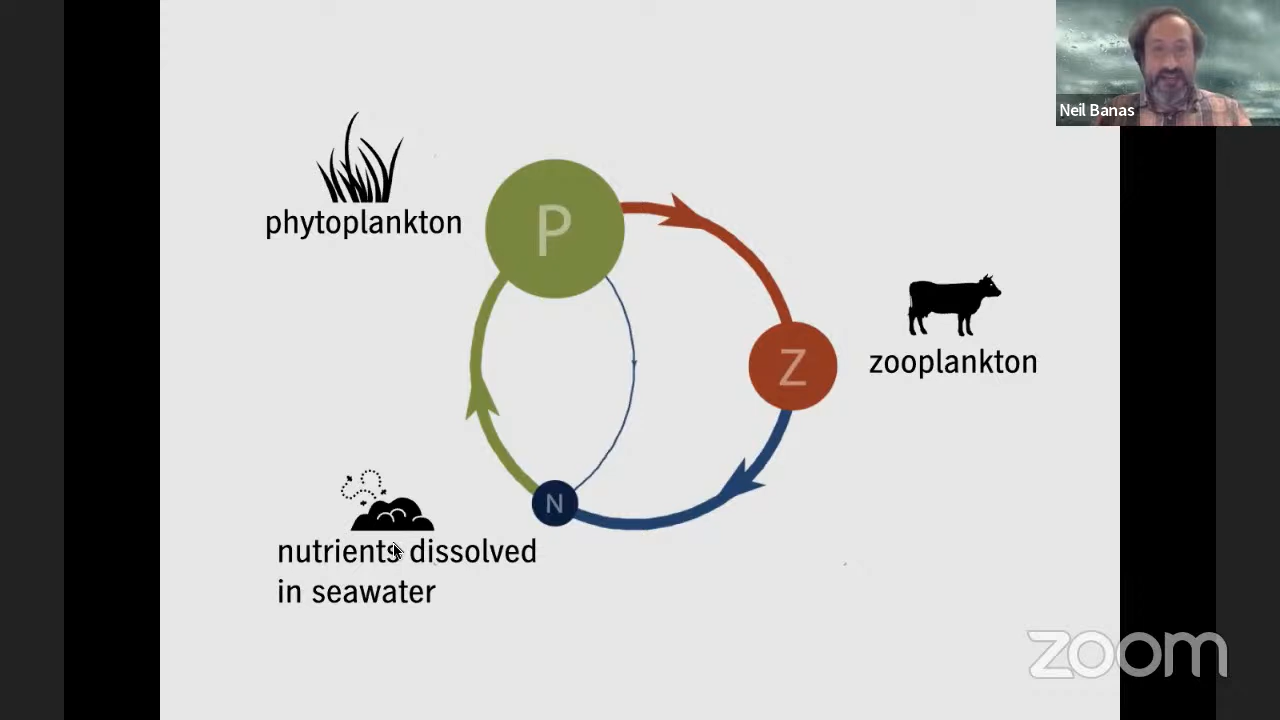 Neil Banas
phytoplankton
P
zooplankton
Z
N
nutrients dissolved
in seawater
zoom